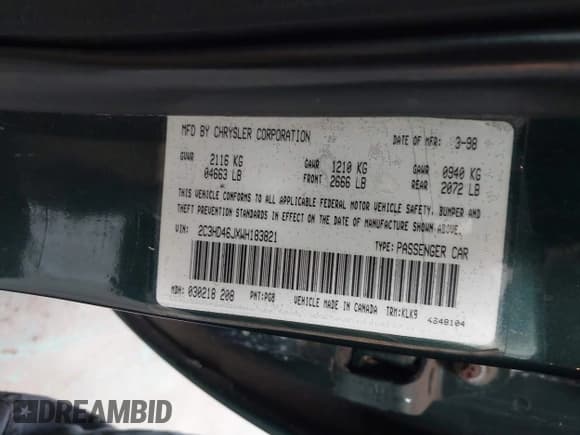 MFD BY CHRYSLER CORPORATION DATE OF MFR: 3-98
GVWR 2116 KG GAWR 1210 KG GAWR 0940 KG
04663 LB FRONT 2666 LB REAR 2072 LB
THIS VEHICLE CONFORMS TO ALL APPLICABLE FEDERAL MOTOR VEHICLE SAFETY, BUMPER AND
THEFT PREVENTION STANDARDS IN EFFECT ON THE DATE OF MANUFACTURE SHOWN ABOVE.
VIN: 2C3HD46JXWH183821 TYPE: PASSENGER CAR
MDH: 030218 208 PNT: PG8 VEHICLE MADE IN CANADA TRM: KLK9 4348104
DREAMBID